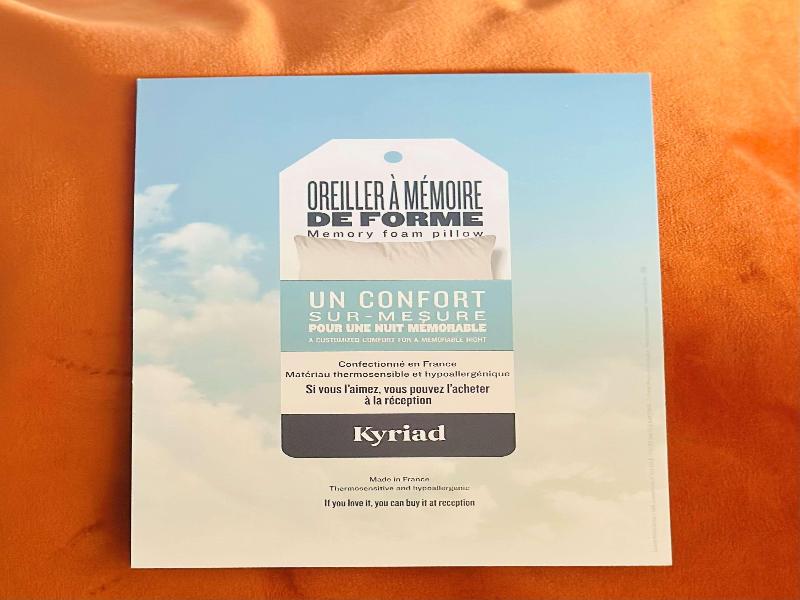 OREILLER À MÉMOIRE
DE FORME
Memory foam pillow
UN CONFORT
SUR-MESURE
POUR UNE NUIT MÉMORABLE
A CUSTOMIZED COMFORT FOR A MEMORABLE NIGHT
Confectionné en France
Matériau thermosensible et hypoallergénique
Si vous l'aimez, vous pouvez l'acheter
à la réception
Kyriad
Made in France
Thermosensitive and hypoallergenic
If you love it, you can buy it at reception